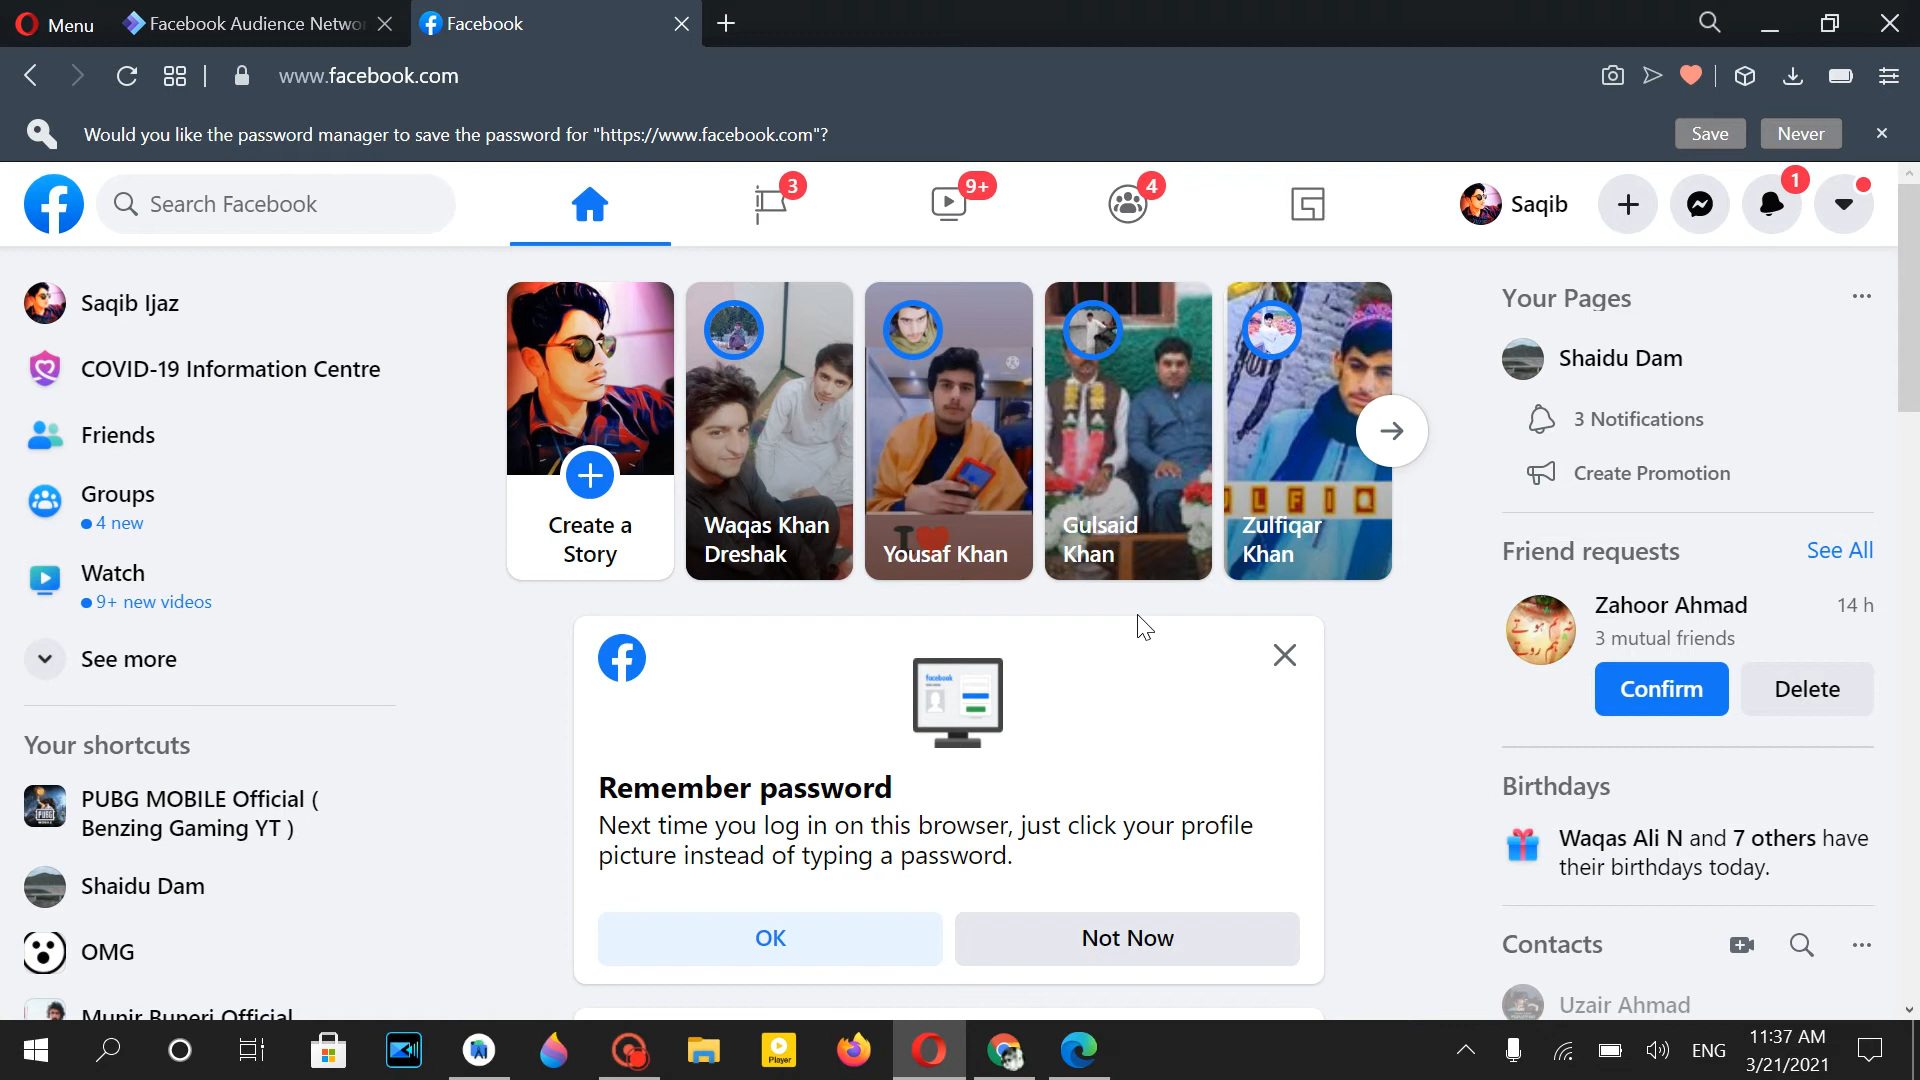 Menu
Facebook Audience Netwo
Facebook
www.facebook.com
Would you like the password manager to save the password for "https://www.facebook.com"?
Save
Never
Search Facebook
3
9+
4
Saqib
1
Saqib Ijaz
COVID-19 Information Centre
Friends
Groups
4 new
Watch
9+ new videos
See more
Your shortcuts
PUBG MOBILE Official (
Benzing Gaming YT )
Shaidu Dam
OMG
Munir Buneri Official
Create a
Story
Waqas Khan
Dreshak
Yousaf Khan
Gulsaid
Khan
Zulfiqar
Khan
Remember password
Next time you log in on this browser, just click your profile
picture instead of typing a password.
OK
Not Now
Your Pages
Shaidu Dam
3 Notifications
Create Promotion
Friend requests
See All
Zahoor Ahmad
14 h
3 mutual friends
Confirm
Delete
Birthdays
Waqas Ali N and 7 others have
their birthdays today.
Contacts
Uzair Ahmad
Player
ENG
11:37 AM
3/21/2021